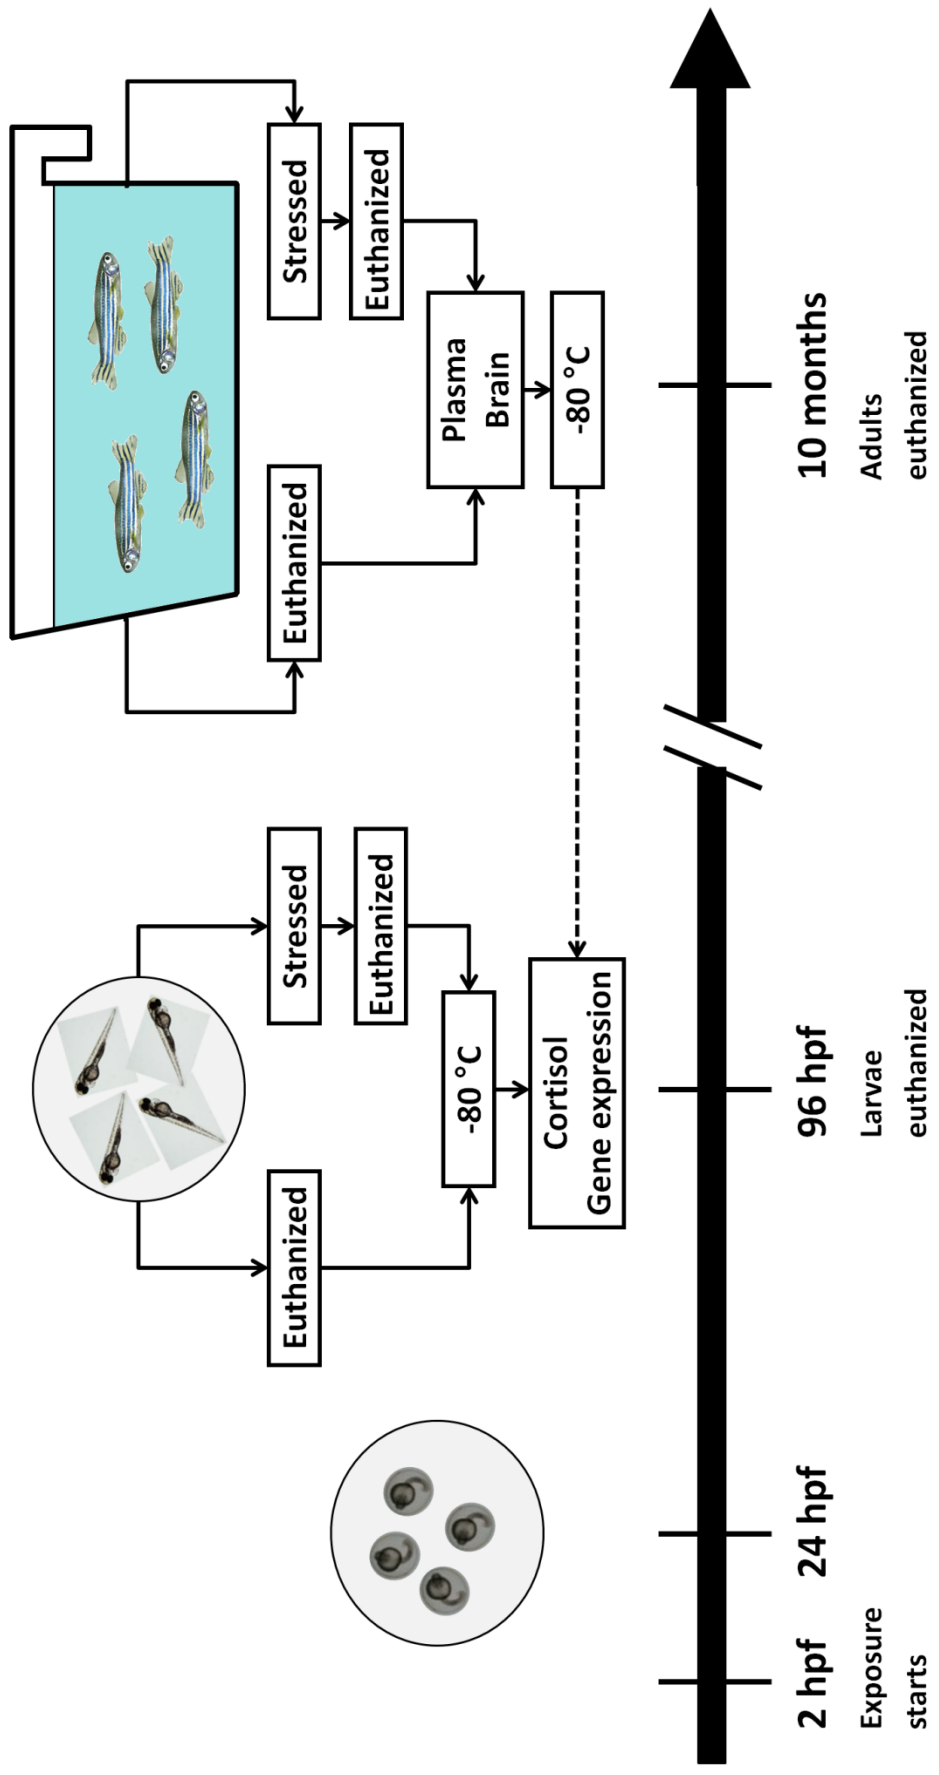 Euthanized
Stressed
Euthanized
-80 °C
Cortisol
Gene expression
Euthanized
Stressed
Euthanized
Plasma
Brain
-80 °C
2 hpf
Exposure
starts
24 hpf
96 hpf
Larvae
euthanized
10 months
Adults
euthanized